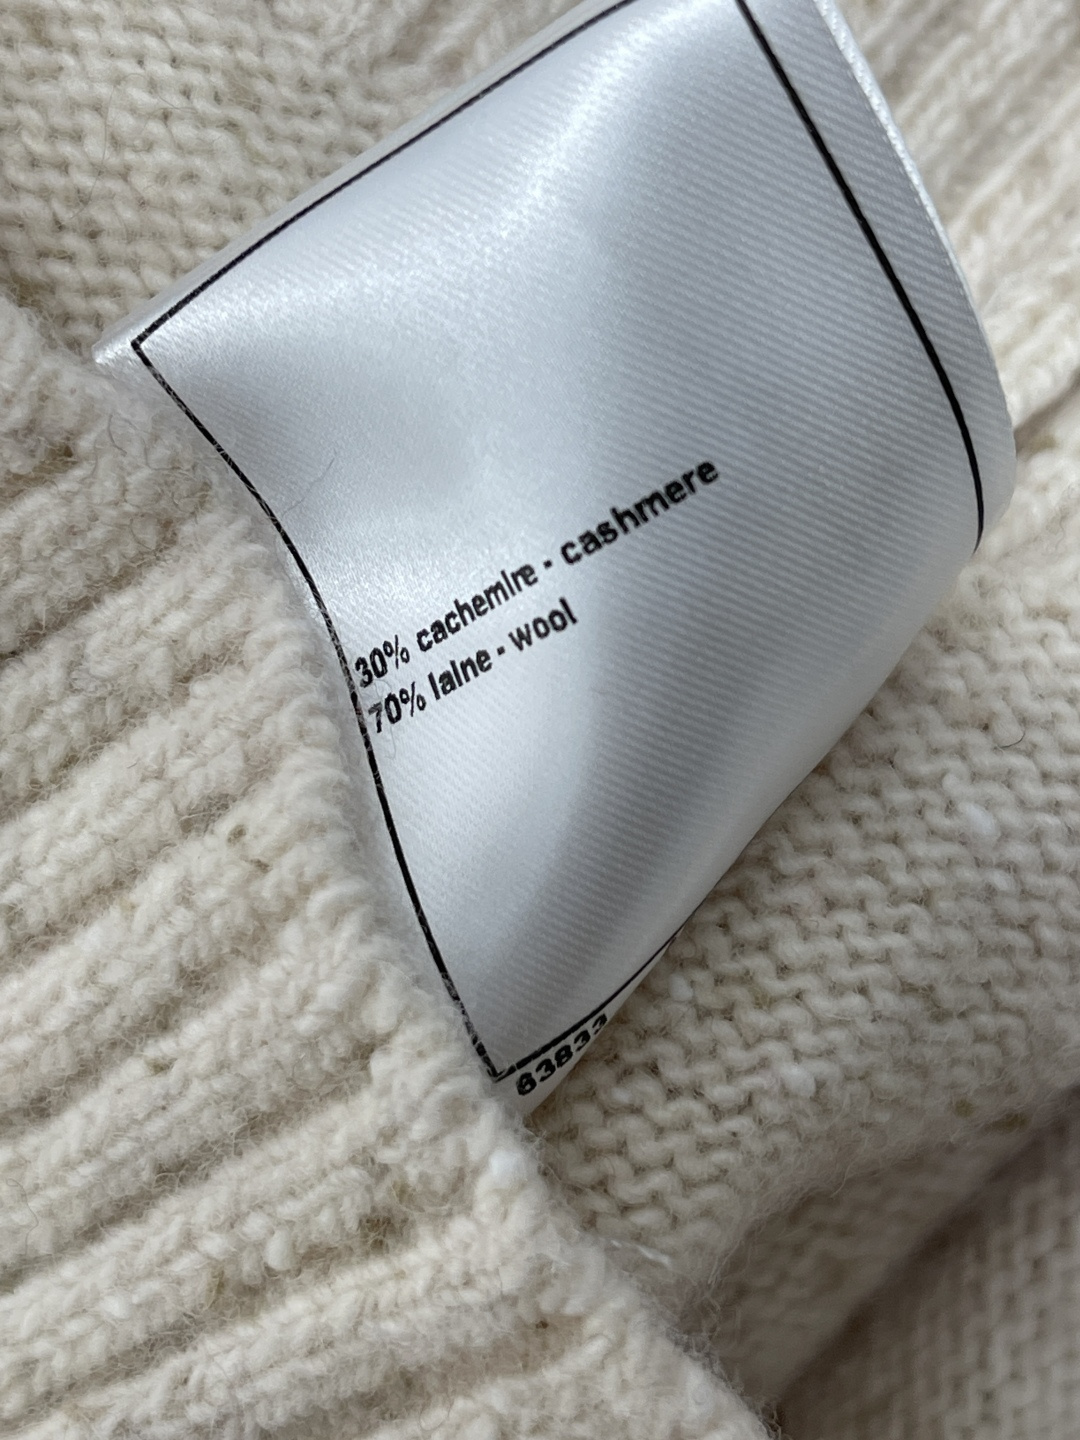 30% cachemire - cashmere
70% laine - wool
63833